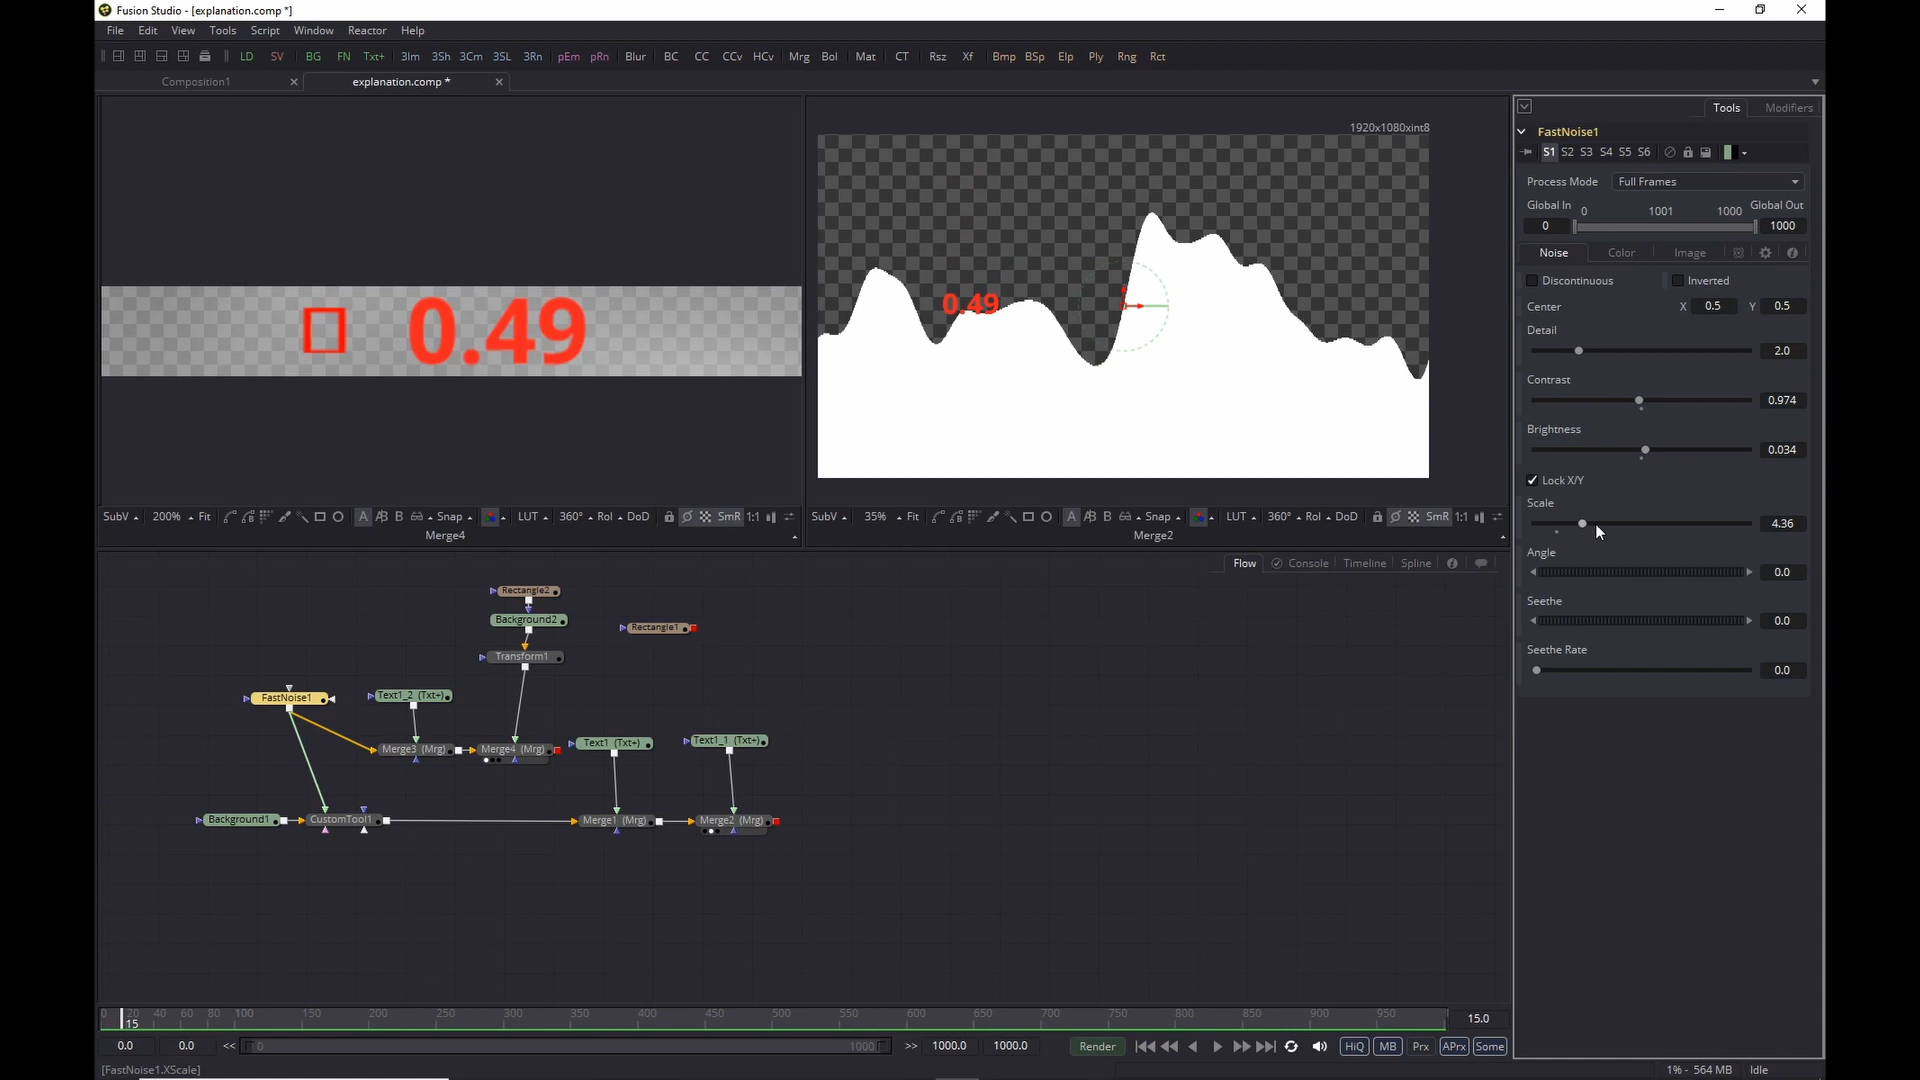 Fusion Studio - [explanation.comp *]
File Edit View Tools Script Window Reactor Help
LD SV BG FN Txt+ 3Im 3Sh 3Cm 3SL 3Rn pEm pRn Blur BC CC CCv HCv Mrg Bol Mat CT Rsz Xf Bmp BSp Elp Ply Rng Rct
Composition1 explanation.comp *
Tools Modifiers
1920x1080xint8
FastNoise1
S1 S2 S3 S4 S5 S6
Process Mode Full Frames
Global In 0 1001 1000 Global Out
0 1000
Noise Color Image
Discontinuous Inverted
Center X 0.5 Y 0.5
0.49
0.49
Detail
2.0
Contrast
0.974
Brightness
0.034
Lock X/Y
Scale
4.36
Angle
0.0
Seethe
0.0
Seethe Rate
0.0
SubV 200% Fit A B Snap LUT 360° RoI DoD SmR 1:1
Merge4
SubV 35% Fit A B Snap LUT 360° RoI DoD SmR 1:1
Merge2
Flow Console Timeline Spline
Rectangle2
Background2
Rectangle1
Transform1
FastNoise1 Text1_2 (Txt+)
Merge3 (Mrg) Merge4 (Mrg) Text1 (Txt+) Text1_1 (Txt+)
Background1 CustomTool1 Merge1 (Mrg) Merge2 (Mrg)
0 20 40 60 80 100 150 200 250 300 350 400 450 500 550 600 650 700 750 800 850 900 950
15 15.0
0.0 0.0 << 0 1000 >> 1000.0 1000.0 Render HiQ MB Prx APrx Some
[FastNoise1.XScale] 1% - 564 MB Idle